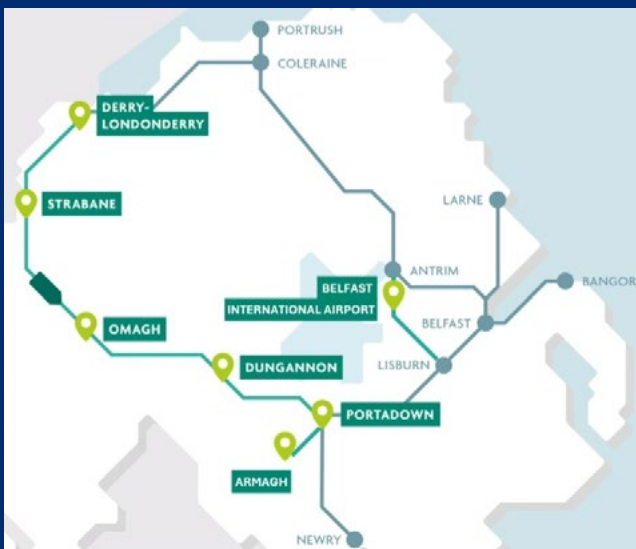 PORTRUSH
COLERAINE
DERRY-
LONDONDERRY
STRABANE
LARNE
ANTRIM
BANGOR
BELFAST
INTERNATIONAL AIRPORT
BELFAST
OMAGH
LISBURN
DUNGANNON
PORTADOWN
ARMAGH
NEWRY